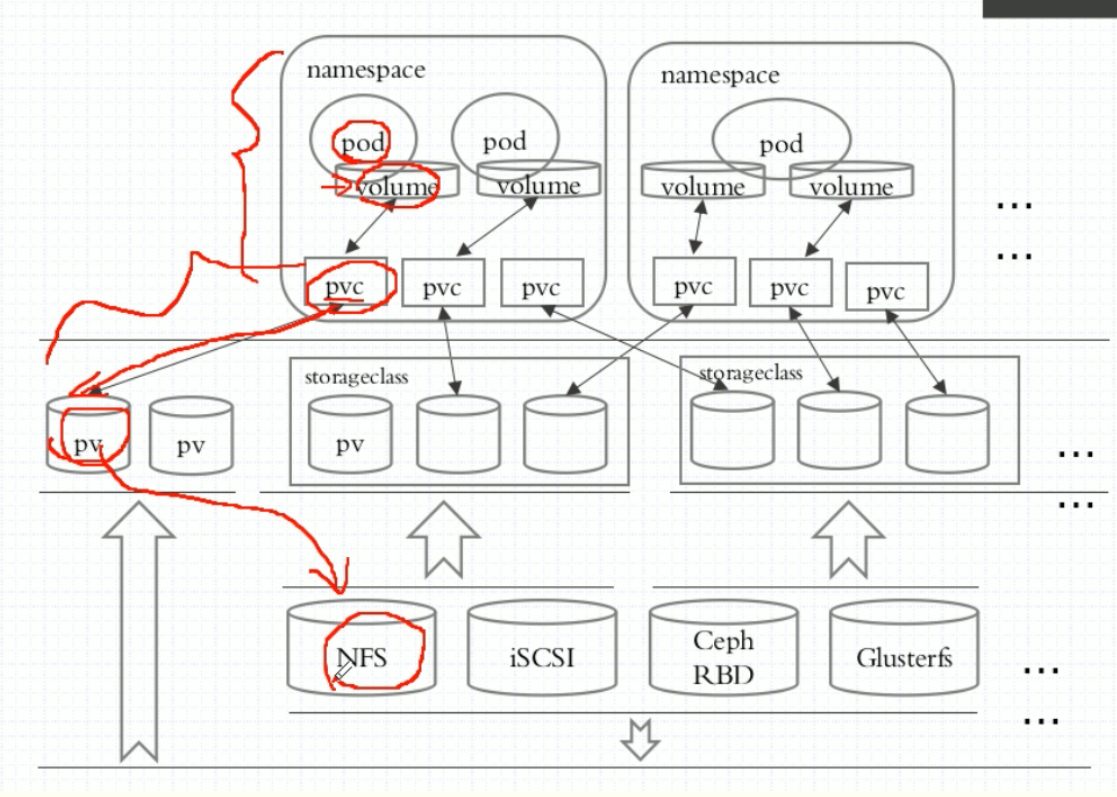 namespace
namespace
pod
pod
pod
volume
volume
volume
volume
pvc
pvc
pvc
pvc
pvc
pvc
...
...
storageclass
storageclass
pv
pv
pv
...
...
NFS
iSCSI
Ceph
RBD
Glusterfs
...
...